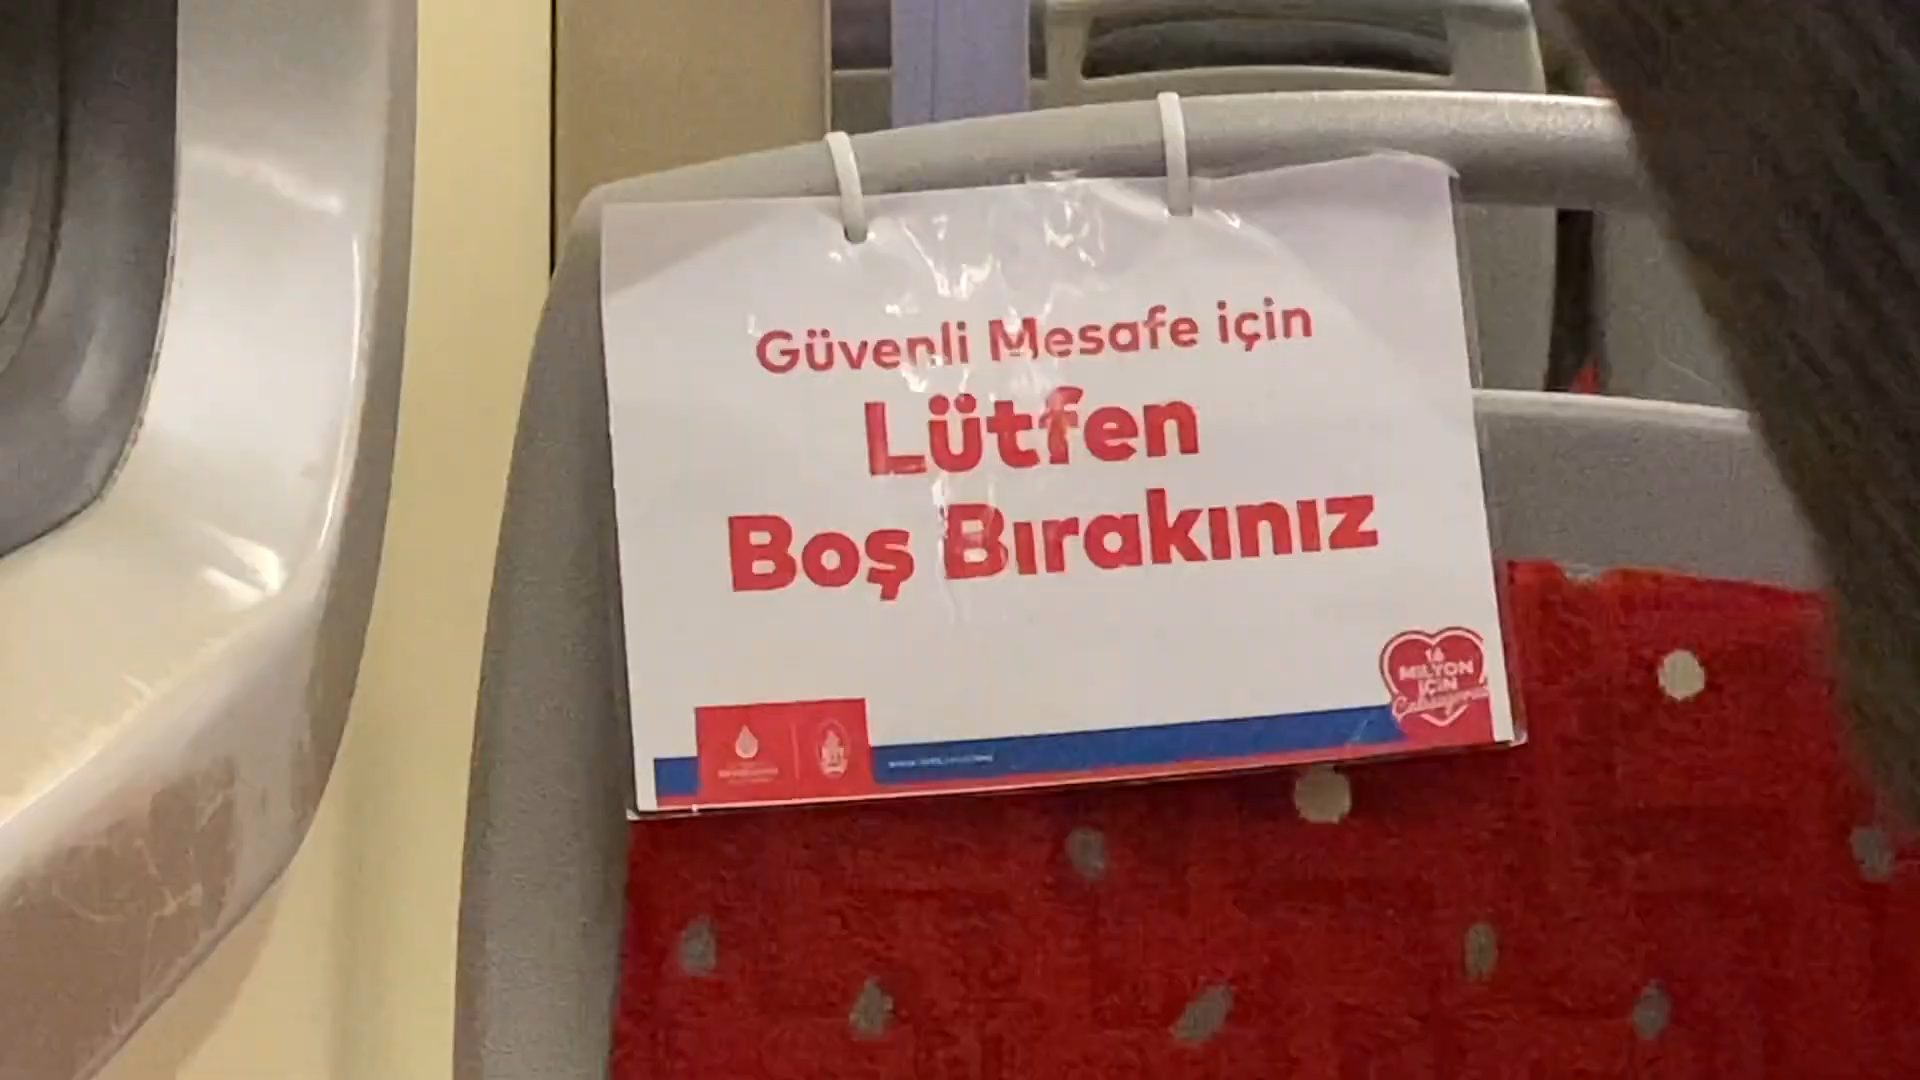 Güvenli Mesafe için
Lütfen
Boş Bırakınız
16
MİLYON
İÇİN